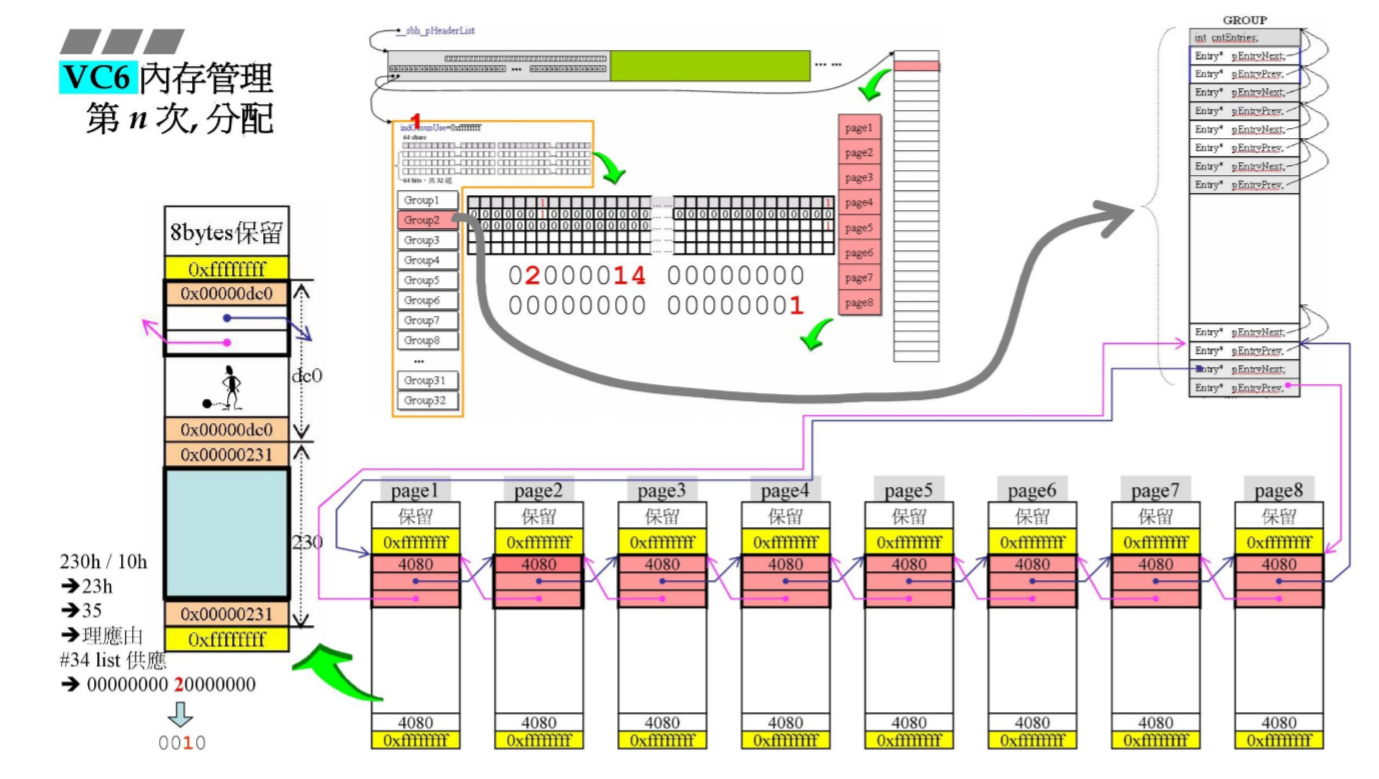 VC6 內存管理
第 n 次, 分配
__sbh_pHeaderList
... ...
1
indGroupUse=0xffffffff
64 chars
64 bits，共 32 組
Group1
Group2
Group3
Group4
Group5
Group6
Group7
Group8
...
Group31
Group32
02000014 00000000
00000000 00000001
page1
page2
page3
page4
page5
page6
page7
page8
GROUP
int cntEntries;
Entry* pEntryNext;
Entry* pEntryPrev;
Entry* pEntryNext;
Entry* pEntryPrev;
Entry* pEntryNext;
Entry* pEntryPrev;
Entry* pEntryNext;
Entry* pEntryPrev;
Entry* pEntryNext;
Entry* pEntryPrev;
Entry* pEntryNext;
Entry* pEntryPrev;
8bytes保留
0xffffffff
0x00000dc0
dc0
0x00000dc0
0x00000231
230
0x00000231
0xffffffff
230h / 10h
➔23h
➔35
➔理應由
#34 list 供應
➔ 00000000 20000000
0010
page1 page2 page3 page4 page5 page6 page7 page8
保留 保留 保留 保留 保留 保留 保留 保留
0xffffffff 0xffffffff 0xffffffff 0xffffffff 0xffffffff 0xffffffff 0xffffffff 0xffffffff
4080 4080 4080 4080 4080 4080 4080 4080
4080 4080 4080 4080 4080 4080 4080 4080
0xffffffff 0xffffffff 0xffffffff 0xffffffff 0xffffffff 0xffffffff 0xffffffff 0xffffffff